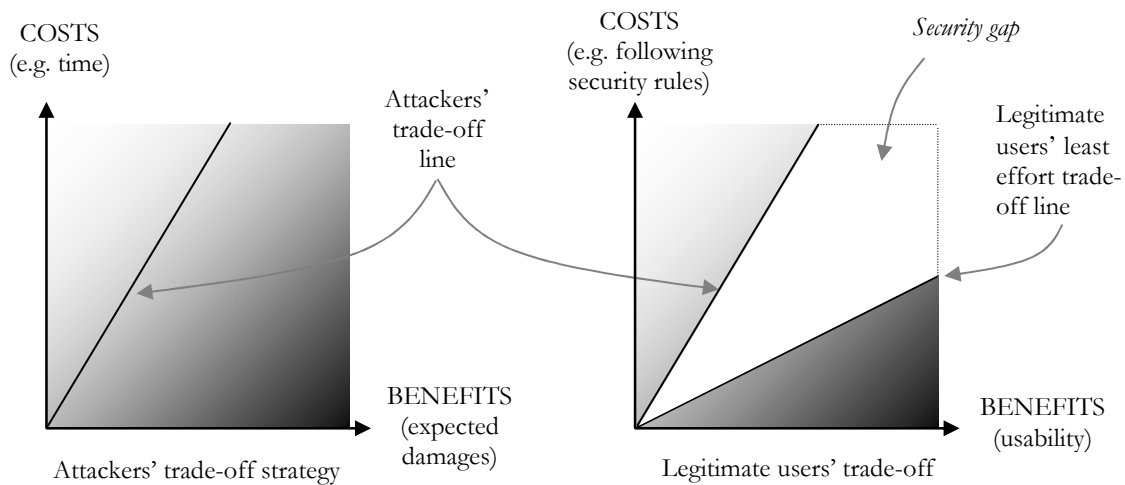 COSTS
(e.g. time)
Attackers’
trade-off
line
BENEFITS
(expected
damages)
Attackers’ trade-off strategy
COSTS
(e.g. following
security rules)
Security gap
Legitimate
users’ least
effort trade-
off line
BENEFITS
(usability)
Legitimate users’ trade-off